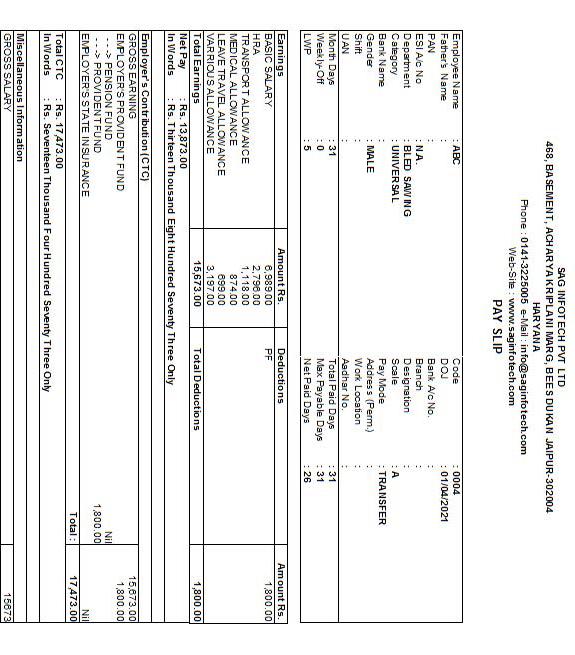 SAG INFOTECH PVT LTD
468, BASEMENT, ACHARYA KRIPLANI MARG, BEES DUKAN JAIPUR-302004
HARYANA
Phone : 0141-3225005 e-Mail : info@saginfotech.com
Web-Site : www.saginfotech.com
PAY SLIP
Employee Name : ABC Code : 0004
Father's Name : DOJ : 01/04/2021
PAN : Bank A/c No. :
ESI A/c No. : N.A. Branch :
Department : BLED SAWING Designation :
Category : UNIVERSAL Scale : A
Bank Name : Pay Mode : TRANSFER
Gender : MALE Address (Perm.) :
Shift : Work Location :
UAN : Aadhar No. :
Month Days : 31 Total Paid Days : 31
Weekly-Off : 0 Max Payable Days : 31
LWP : 5 Net Paid Days : 26
Earnings Amount Rs. Deductions Amount Rs.
BASIC SALARY 6,989.00 PF 1,800.00
HRA 2,796.00
TRANSPORT ALLOWANCE 1,118.00
MEDICAL ALLOWANCE 874.00
LEAVE TRAVEL ALLOWANCE 699.00
VARRIOUS ALLOWANCE 3,197.00
Total Earnings 15,673.00 Total Deductions 1,800.00
Net Pay : Rs. 13,873.00
In Words : Rs. Thirteen Thousand Eight Hundred Seventy Three Only
Employer's Contribution (CTC)
GROSS EARNING 15,673.00
EMPLOYER'S PROVIDENT FUND 1,800.00
---> PENSION FUND Nil
---> PROVIDENT FUND 1,800.00
EMPLOYER'S STATE INSURANCE Nil
Total : 17,473.00
Total CTC : Rs. 17,473.00
In Words : Rs. Seventeen Thousand Four Hundred Seventy Three Only
Miscellaneous Information
GROSS SALARY 15673